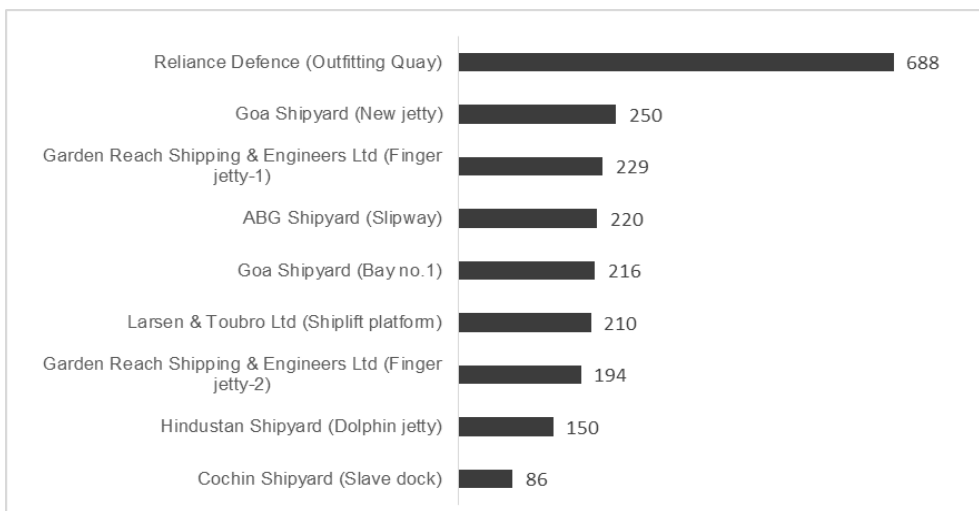 Reliance Defence (Outfitting Quay) 688
Goa Shipyard (New jetty) 250
Garden Reach Shipping & Engineers Ltd (Finger
jetty-1) 229
ABG Shipyard (Slipway) 220
Goa Shipyard (Bay no.1) 216
Larsen & Toubro Ltd (Shiplift platform) 210
Garden Reach Shipping & Engineers Ltd (Finger
jetty-2) 194
Hindustan Shipyard (Dolphin jetty) 150
Cochin Shipyard (Slave dock) 86